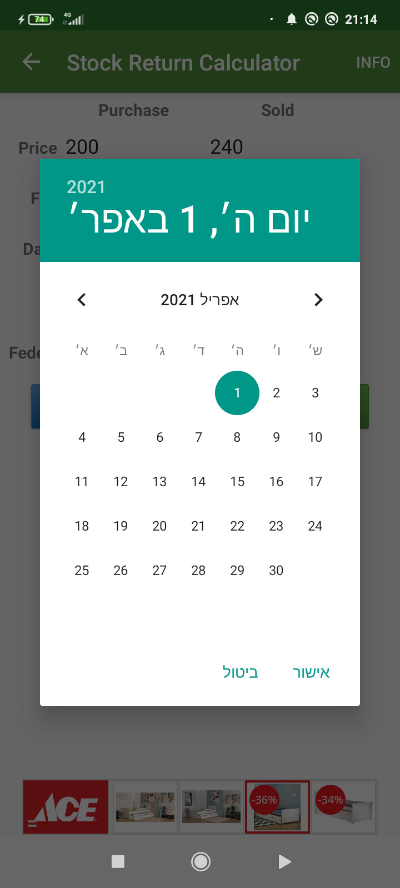 74
4G
21:14
Stock Return Calculator
INFO
Purchase Sold
Price 200 240
F
2021
יום ה׳, 1 באפר׳
Da
אפריל 2021
Fede
א׳ ב׳ ג׳ ד׳ ה׳ ו׳ ש׳
1 2 3
4 5 6 7 8 9 10
11 12 13 14 15 16 17
18 19 20 21 22 23 24
25 26 27 28 29 30
ביטול אישור
ACE
-36% -34%